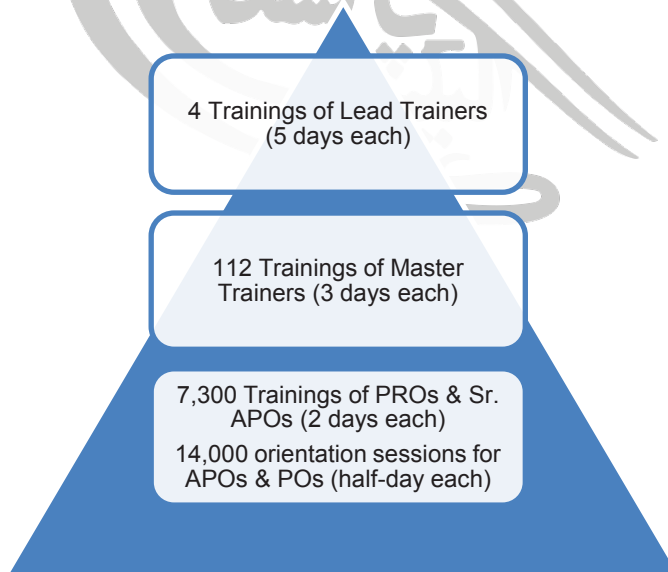 4 Trainings of Lead Trainers
(5 days each)
112 Trainings of Master
Trainers (3 days each)
7,300 Trainings of PROs & Sr.
APOs (2 days each)
14,000 orientation sessions for
APOs & POs (half-day each)